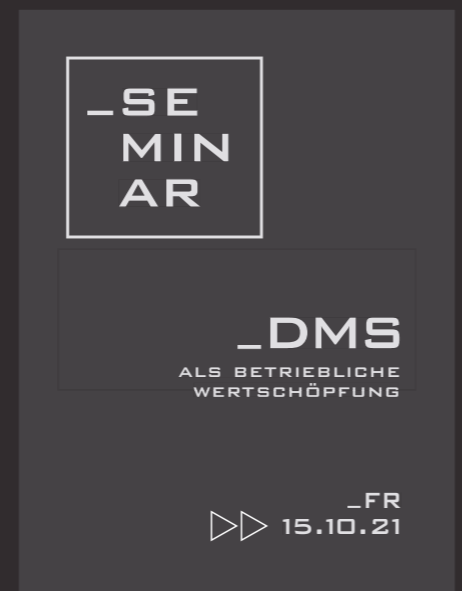 _SE
MIN
AR
_DMS
ALS BETRIEBLICHE
WERTSCHÖPFUNG
_FR
15.10.21